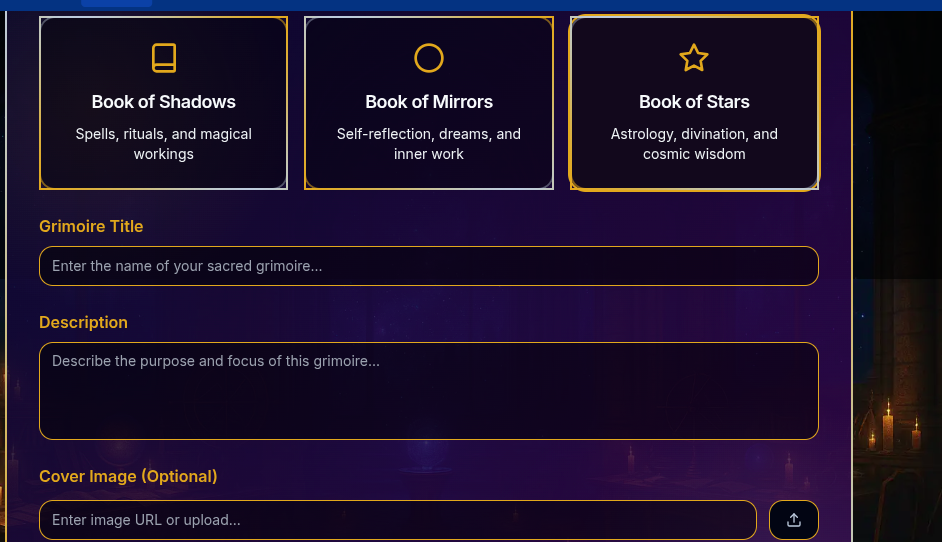 Book of Shadows
Spells, rituals, and magical
workings
Book of Mirrors
Self-reflection, dreams, and
inner work
Book of Stars
Astrology, divination, and
cosmic wisdom
Grimoire Title
Enter the name of your sacred grimoire...
Description
Describe the purpose and focus of this grimoire...
Cover Image (Optional)
Enter image URL or upload...